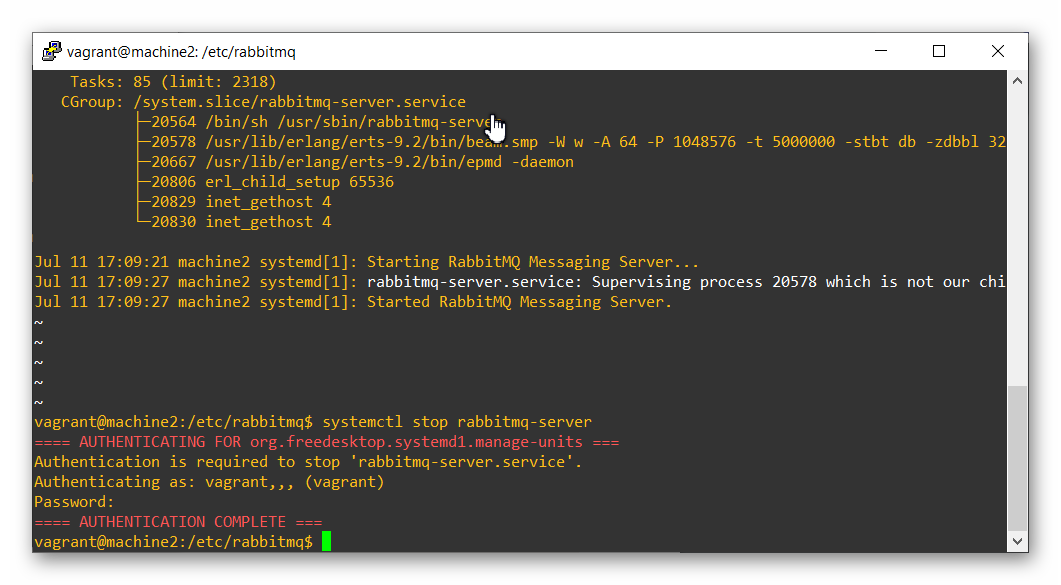 vagrant@machine2: /etc/rabbitmq
Tasks: 85 (limit: 2318)
CGroup: /system.slice/rabbitmq-server.service
├─20564 /bin/sh /usr/sbin/rabbitmq-server
├─20578 /usr/lib/erlang/erts-9.2/bin/beam.smp -W w -A 64 -P 1048576 -t 5000000 -stbt db -zdbbl 32
├─20667 /usr/lib/erlang/erts-9.2/bin/epmd -daemon
├─20806 erl_child_setup 65536
├─20829 inet_gethost 4
└─20830 inet_gethost 4
Jul 11 17:09:21 machine2 systemd[1]: Starting RabbitMQ Messaging Server...
Jul 11 17:09:27 machine2 systemd[1]: rabbitmq-server.service: Supervising process 20578 which is not our chi
Jul 11 17:09:27 machine2 systemd[1]: Started RabbitMQ Messaging Server.
~
~
~
~
~
vagrant@machine2:/etc/rabbitmq$ systemctl stop rabbitmq-server
==== AUTHENTICATING FOR org.freedesktop.systemd1.manage-units ===
Authentication is required to stop 'rabbitmq-server.service'.
Authenticating as: vagrant,,, (vagrant)
Password:
==== AUTHENTICATION COMPLETE ===
vagrant@machine2:/etc/rabbitmq$